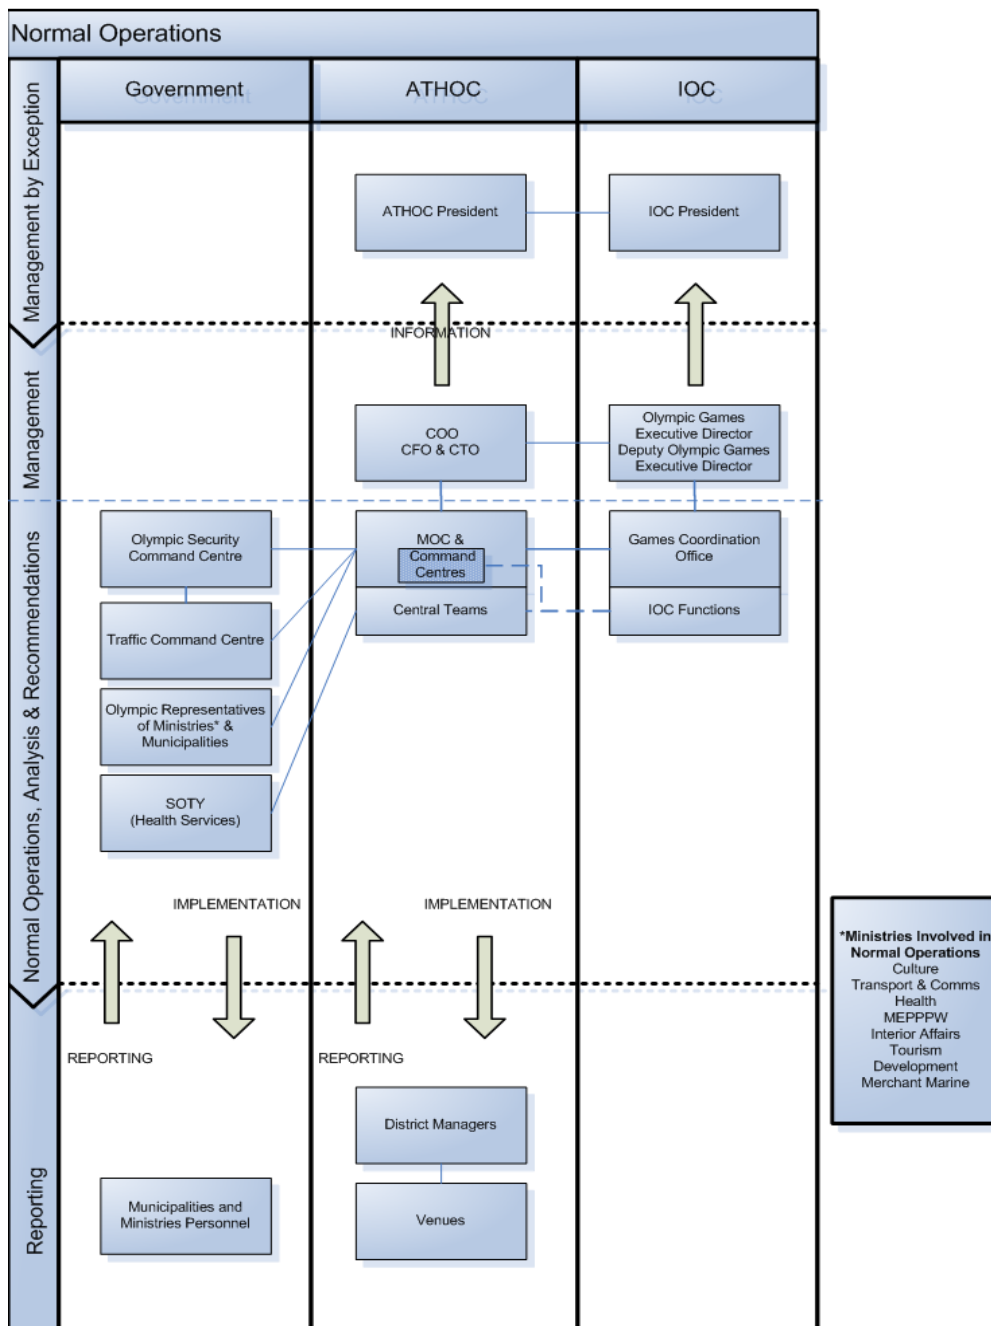 Normal Operations
Government
ATHOC
IOC
Management by Exception
ATHOC President
IOC President
INFORMATION
Management
COO
CFO & CTO
Olympic Games
Executive Director
Deputy Olympic Games
Executive Director
Normal Operations, Analysis & Recommendations
Olympic Security
Command Centre
MOC &
Command
Centres
Games Coordination
Office
Central Teams
IOC Functions
Traffic Command Centre
Olympic Representatives
of Ministries* &
Municipalities
SOTY
(Health Services)
IMPLEMENTATION
IMPLEMENTATION
REPORTING
REPORTING
*Ministries Involved in
Normal Operations
Culture
Transport & Comms
Health
MEPPPW
Interior Affairs
Tourism
Development
Merchant Marine
Reporting
District Managers
Municipalities and
Ministries Personnel
Venues